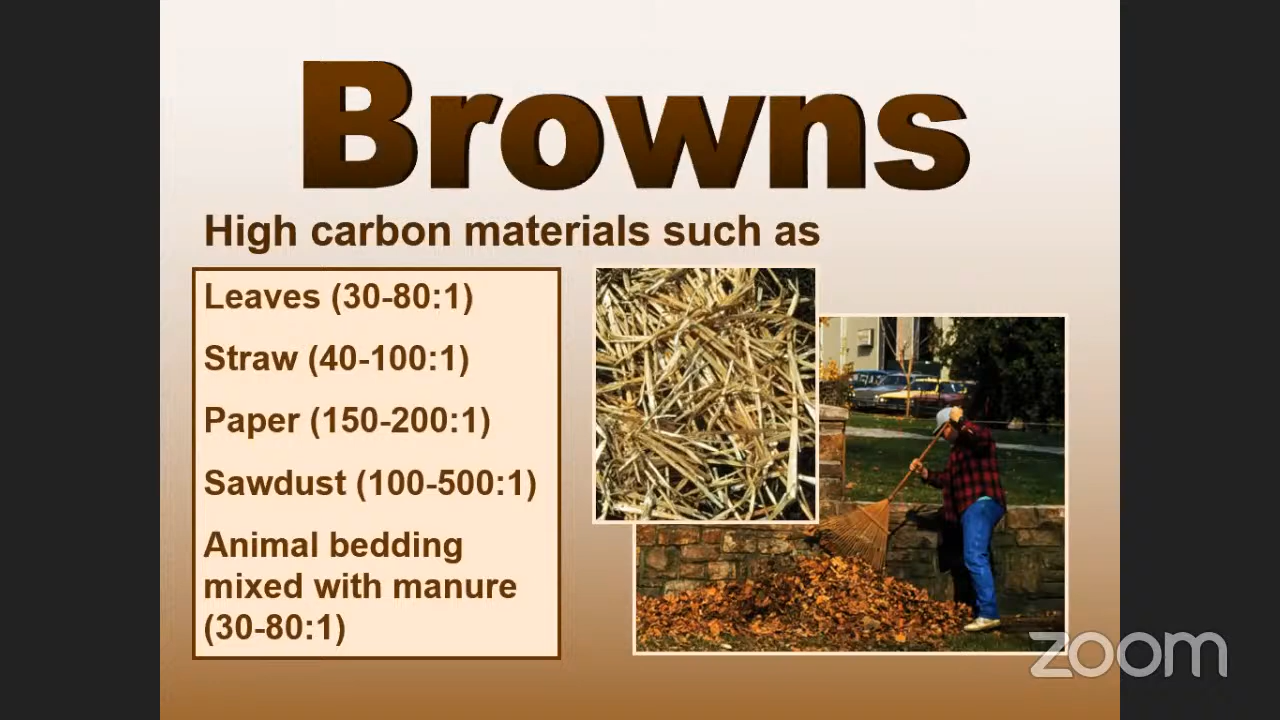 Browns
High carbon materials such as
Leaves (30-80:1)
Straw (40-100:1)
Paper (150-200:1)
Sawdust (100-500:1)
Animal bedding
mixed with manure
(30-80:1)
zoom